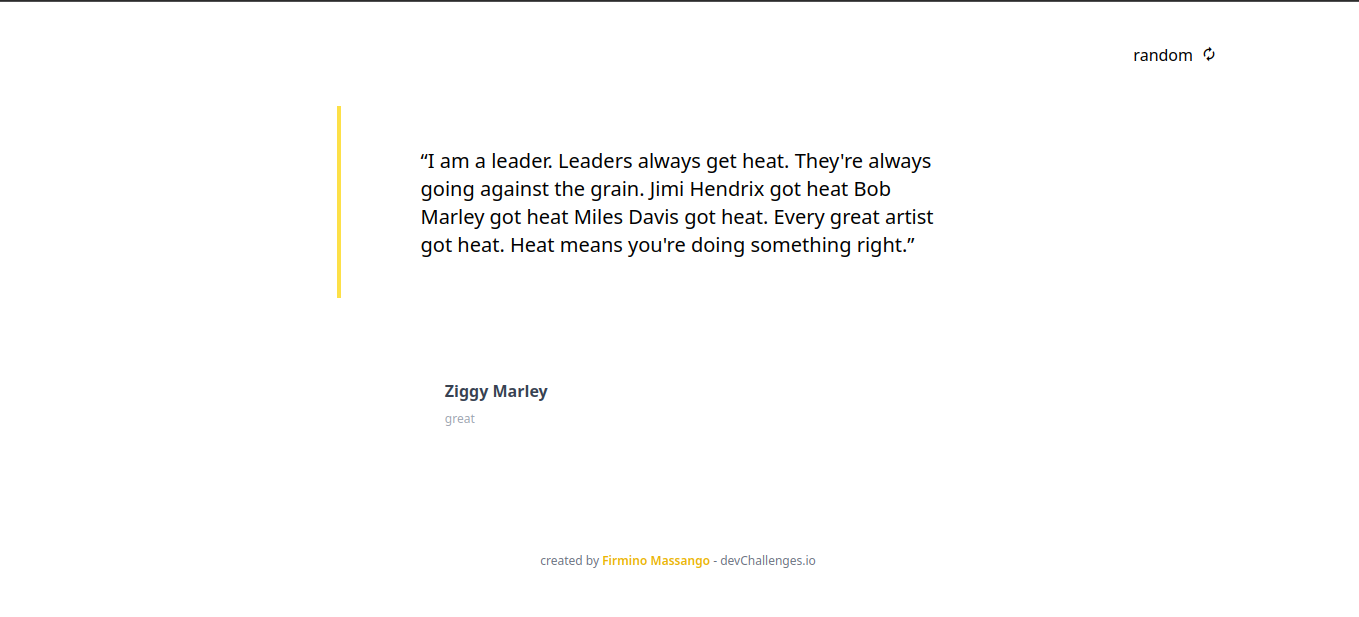 random
“I am a leader. Leaders always get heat. They're always
going against the grain. Jimi Hendrix got heat Bob
Marley got heat Miles Davis got heat. Every great artist
got heat. Heat means you're doing something right.”
Ziggy Marley
great
created by Firmino Massango - devChallenges.io